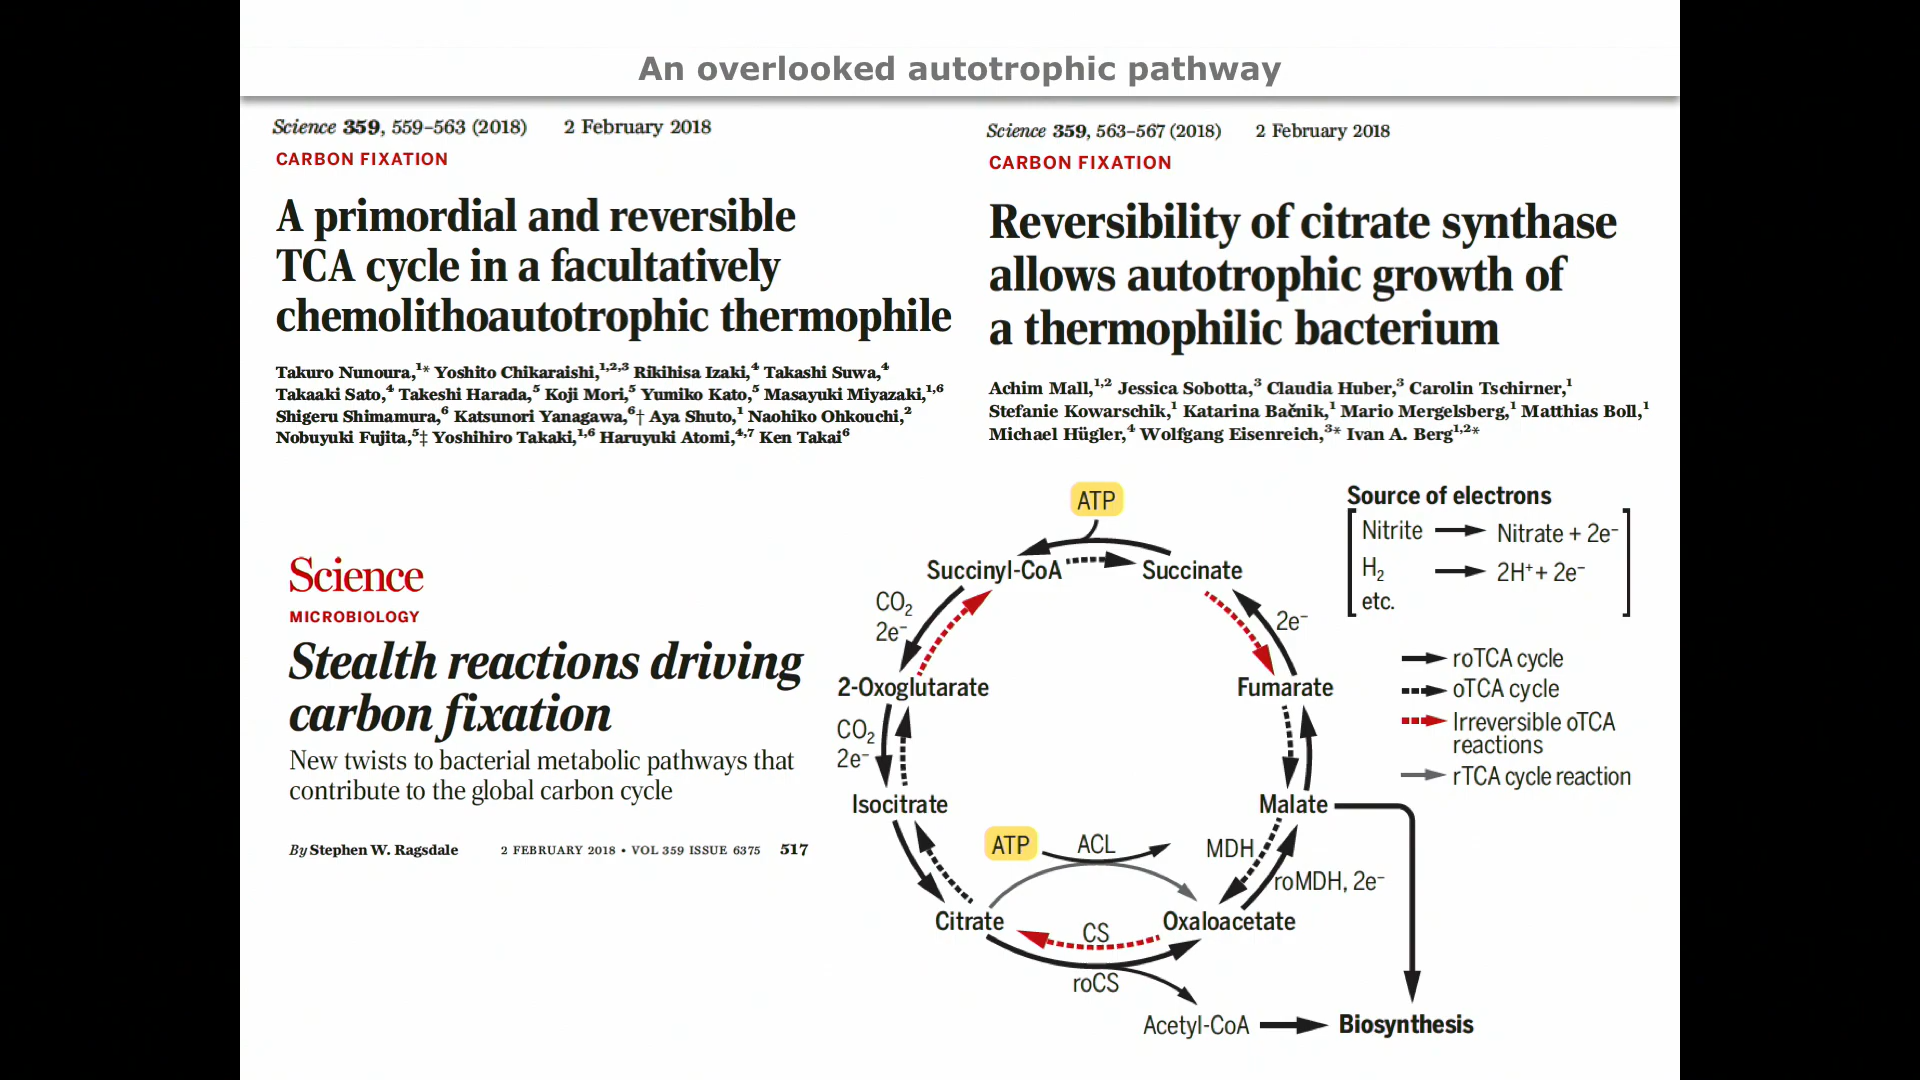 An overlooked autotrophic pathway
Science 359, 559–563 (2018) 2 February 2018
CARBON FIXATION
A primordial and reversible
TCA cycle in a facultatively
chemolithoautotrophic thermophile
Takuro Nunoura,¹* Yoshito Chikaraishi,¹,²,³ Rikihisa Izaki,⁴ Takashi Suwa,⁴
Takaaki Sato,⁴ Takeshi Harada,⁵ Koji Mori,⁵ Yumiko Kato,⁵ Masayuki Miyazaki,¹,⁶
Shigeru Shimamura,⁶ Katsunori Yanagawa,⁶† Aya Shuto,¹ Naohiko Ohkouchi,²
Nobuyuki Fujita,⁵‡ Yoshihiro Takaki,¹,⁶ Haruyuki Atomi,⁴,⁷ Ken Takai⁶
Science 359, 563–567 (2018) 2 February 2018
CARBON FIXATION
Reversibility of citrate synthase
allows autotrophic growth of
a thermophilic bacterium
Achim Mall,¹,² Jessica Sobotta,³ Claudia Huber,³ Carolin Tschirner,¹
Stefanie Kowarschik,¹ Katarina Bačnik,¹ Mario Mergelsberg,¹ Matthias Boll,¹
Michael Hügler,⁴ Wolfgang Eisenreich,³* Ivan A. Berg¹,²*
Science
MICROBIOLOGY
Stealth reactions driving
carbon fixation
New twists to bacterial metabolic pathways that
contribute to the global carbon cycle
By Stephen W. Ragsdale 2 FEBRUARY 2018 • VOL 359 ISSUE 6375 517
ATP
Succinyl-CoA
Succinate
CO₂
2e⁻
2e⁻
2-Oxoglutarate
Fumarate
CO₂
2e⁻
Isocitrate
Malate
ATP
ACL
MDH
roMDH, 2e⁻
Citrate
Oxaloacetate
CS
roCS
Acetyl-CoA
Biosynthesis
Source of electrons
Nitrite Nitrate + 2e⁻
H₂ 2H⁺ + 2e⁻
etc.
roTCA cycle
oTCA cycle
Irreversible oTCA
reactions
rTCA cycle reaction